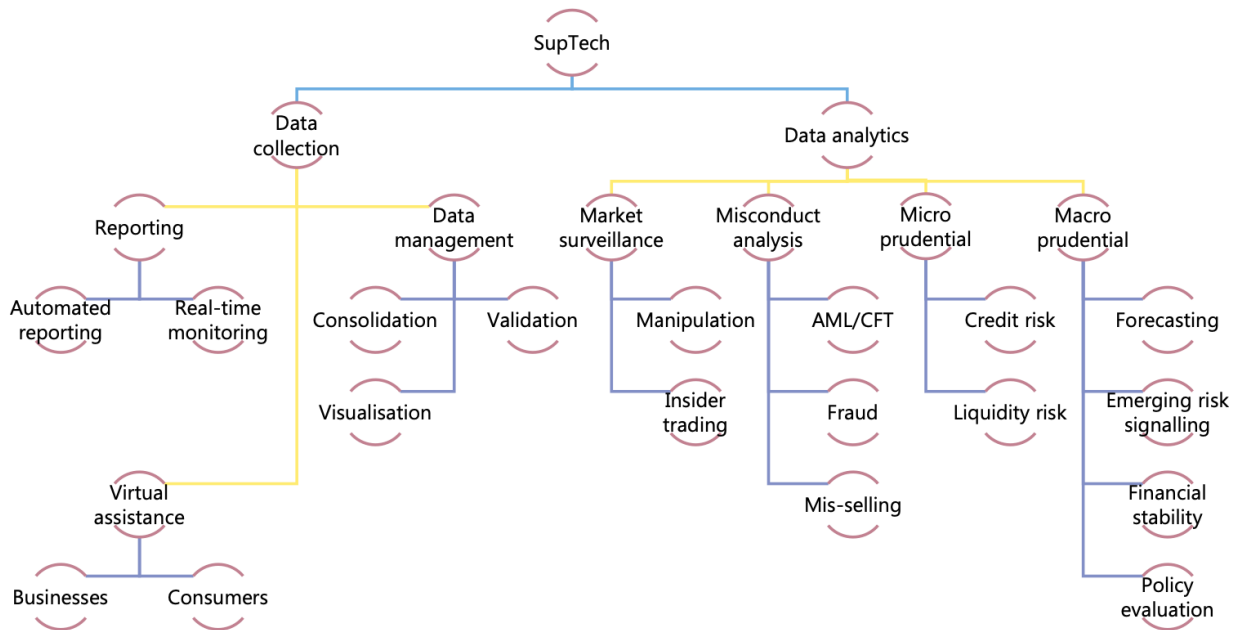 SupTech
Data
collection
Data analytics
Reporting
Data
management
Market
surveillance
Misconduct
analysis
Micro
prudential
Macro
prudential
Automated
reporting
Real-time
monitoring
Consolidation
Validation
Manipulation
AML/CFT
Credit risk
Forecasting
Visualisation
Insider
trading
Fraud
Liquidity risk
Emerging risk
signalling
Virtual
assistance
Mis-selling
Financial
stability
Businesses
Consumers
Policy
evaluation